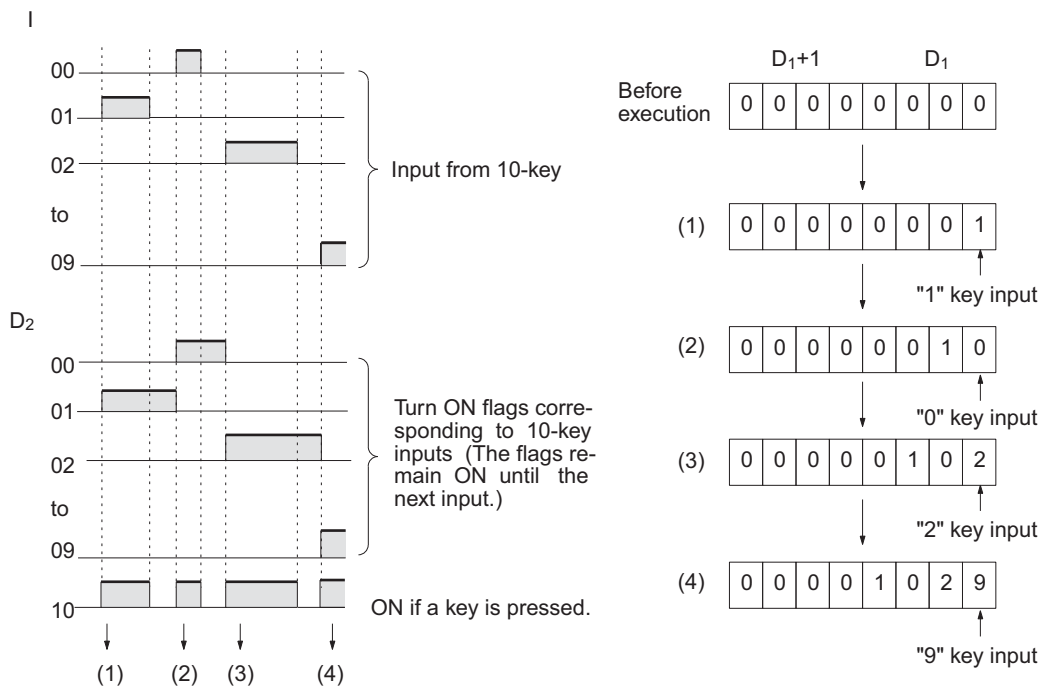 I
00
01
02
to
09
Input from 10-key
D2
00
01
02
to
09
10
Turn ON flags corre-
sponding to 10-key
inputs (The flags re-
main ON until the
next input.)
ON if a key is pressed.
(1) (2) (3) (4)
D1+1 D1
Before
execution
0 0 0 0 0 0 0 0
(1) 0 0 0 0 0 0 0 1
"1" key input
(2) 0 0 0 0 0 0 1 0
"0" key input
(3) 0 0 0 0 0 1 0 2
"2" key input
(4) 0 0 0 0 1 0 2 9
"9" key input